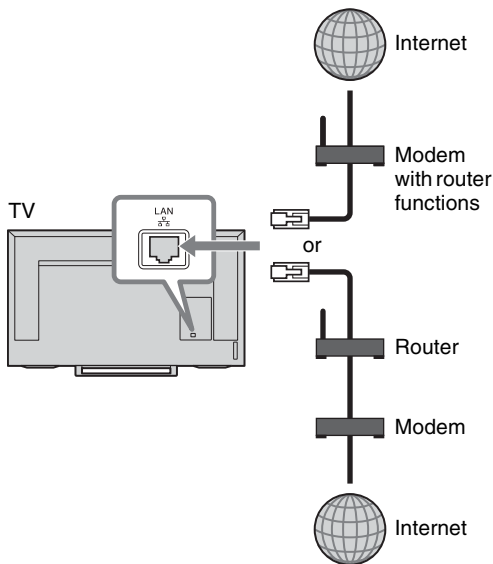 Internet
Modem
with router
functions
TV
LAN
or
Router
Modem
Internet